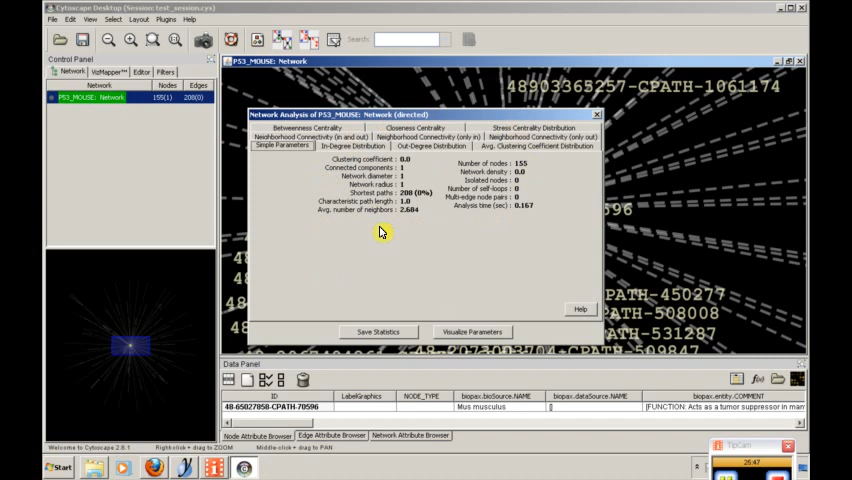 Cytoscape Desktop (Session: test_session.cys)
File Edit View Select Layout Plugins Help
Search:
Control Panel
Network VizMapper™ Editor Filters
Network Nodes Edges
P53_MOUSE: Network 155(1) 208(0)
P53_MOUSE: Network
48903365257-CPATH-1061174
Network Analysis of P53_MOUSE: Network (directed)
Betweenness Centrality Closeness Centrality Stress Centrality Distribution
Neighborhood Connectivity (in and out) Neighborhood Connectivity (only in) Neighborhood Connectivity (only out)
Simple Parameters In-Degree Distribution Out-Degree Distribution Avg. Clustering Coefficient Distribution
Clustering coefficient : 0.0
Connected components : 1
Network diameter : 1
Network radius : 1
Shortest paths : 208 (0%)
Characteristic path length : 1.0
Avg. number of neighbors : 2.684
Number of nodes : 155
Network density : 0.0
Isolated nodes : 0
Number of self-loops : 0
Multi-edge node pairs : 0
Analysis time (sec) : 0.167
Help
Save Statistics Visualize Parameters
596
PATH-450277
PATH-508008
PATH-531287
Data Panel
ID LabelGraphics NODE_TYPE biopax.bioSource.NAME biopax.dataSource.NAME biopax.entity.COMMENT
48-65027858-CPATH-70596 Mus musculus [] [FUNCTION: Acts as a tumor suppressor in man
Node Attribute Browser Edge Attribute Browser Network Attribute Browser
Welcome to Cytoscape 2.8.1 Right-click + drag to ZOOM Middle-click + drag to PAN
Start
TipCam
25:47